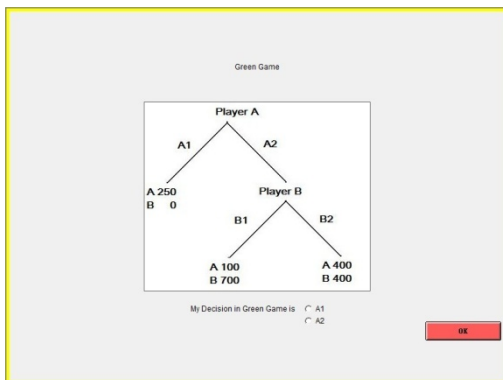 Green Game
Player A
A1 A2
A 250 Player B
B 0
B1 B2
A 100 A 400
B 700 B 400
My Decision in Green Game is A1
A2
OK